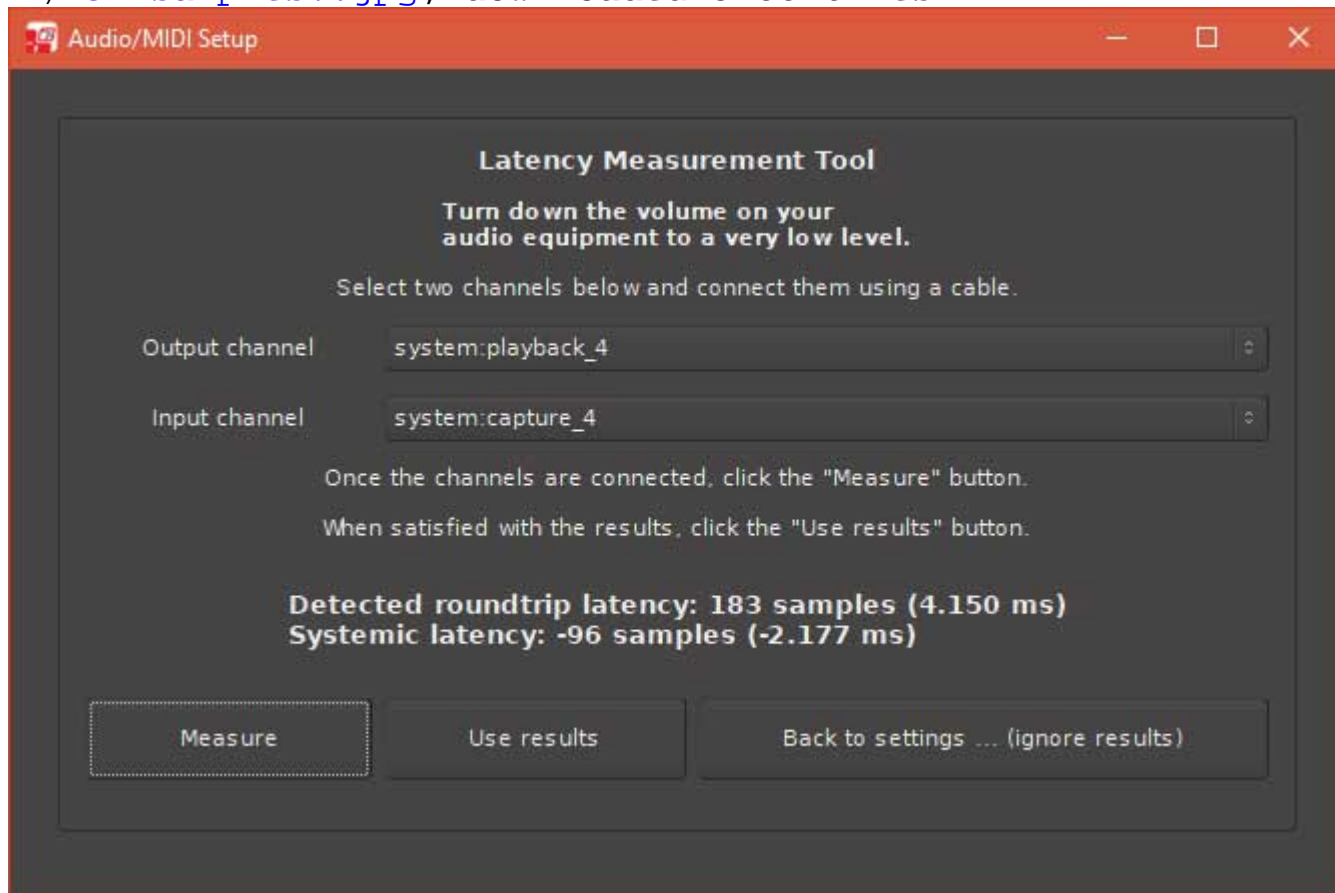 Audio/MIDI Setup
Latency Measurement Tool
Turn down the volume on your
audio equipment to a very low level.
Select two channels below and connect them using a cable.
Output channel system:playback_4
Input channel system:capture_4
Once the channels are connected, click the "Measure" button.
When satisfied with the results, click the "Use results" button.
Detected roundtrip latency: 183 samples (4.150 ms)
Systemic latency: -96 samples (-2.177 ms)
Measure Use results Back to settings ... (ignore results)